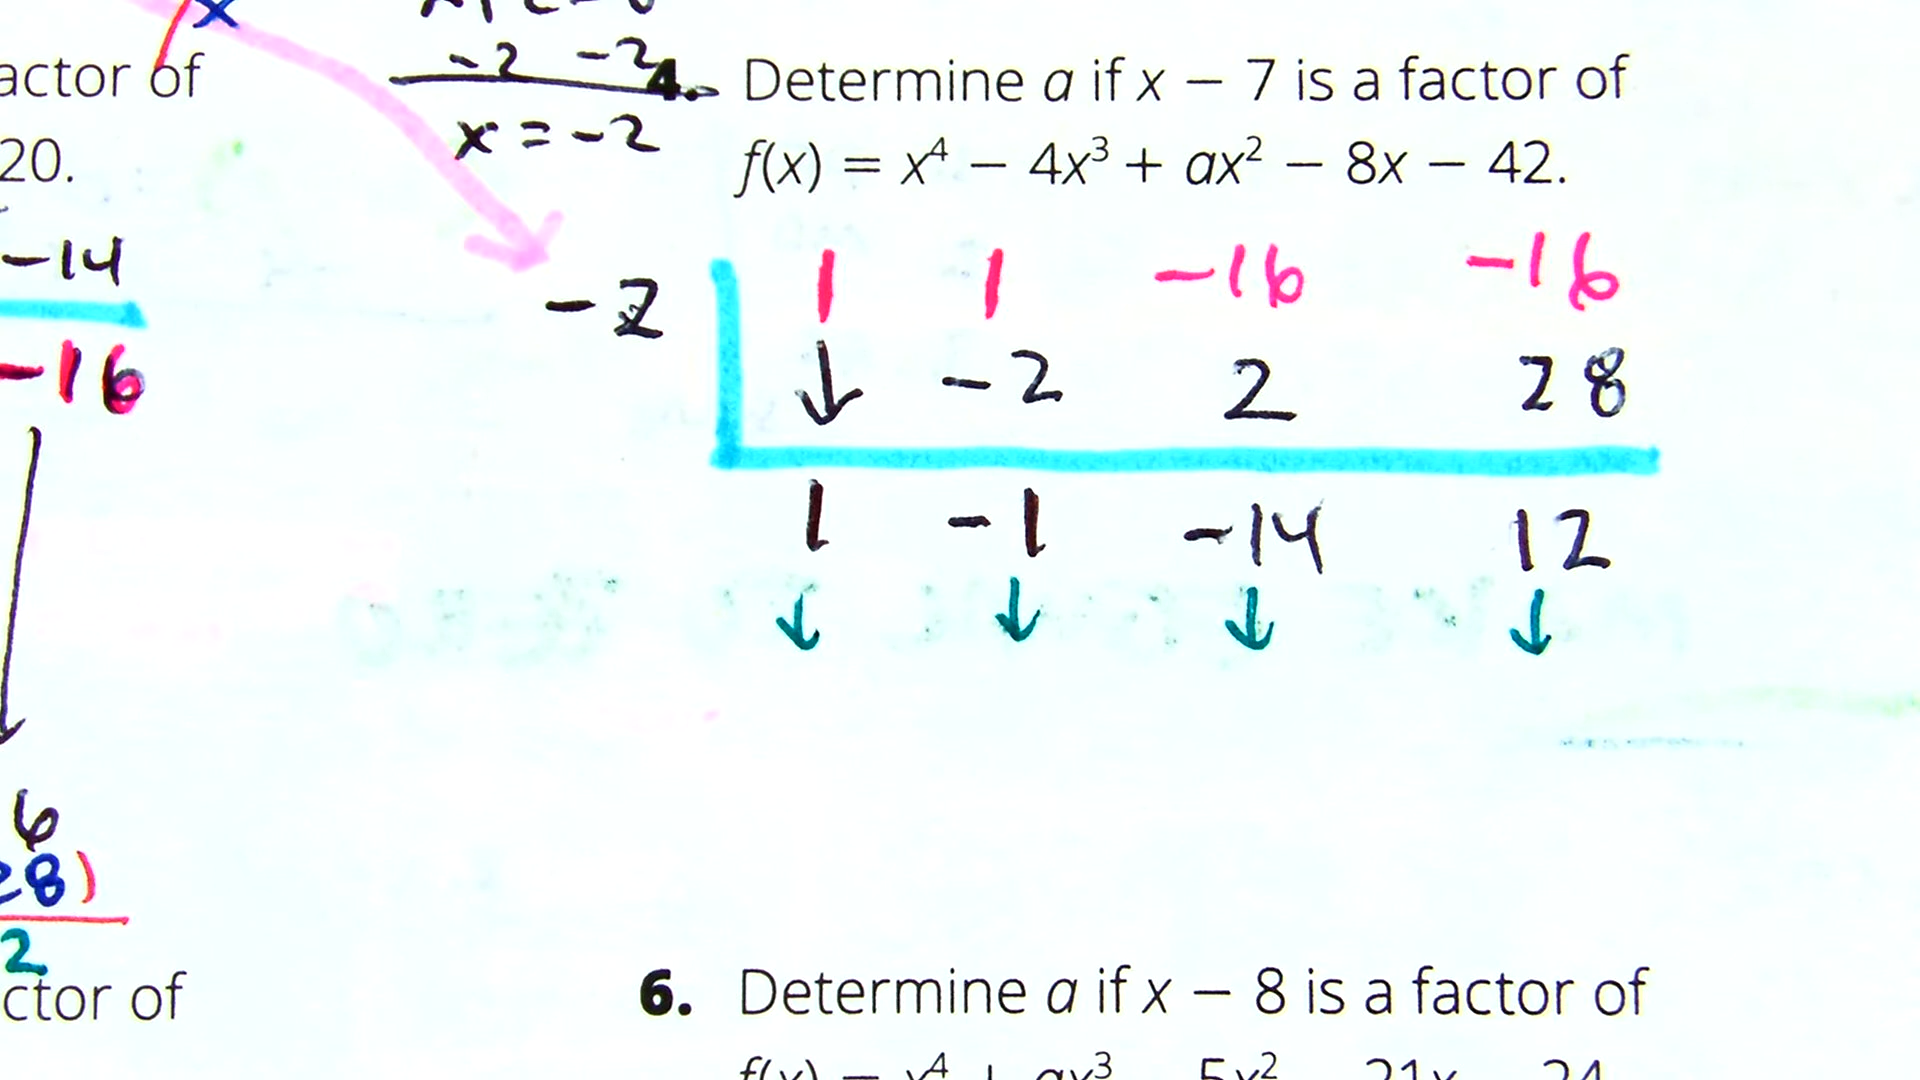 x
-2 -2
actor of
4. Determine a if x − 7 is a factor of
x = -2
20.
f(x) = x⁴ − 4x³ + ax² − 8x − 42.
-14
-2 1 1 -16 -16
-16
↓ -2 2 28
1 -1 -14 12
↓ ↓ ↓ ↓
6
28)
2
ctor of
6. Determine a if x − 8 is a factor of